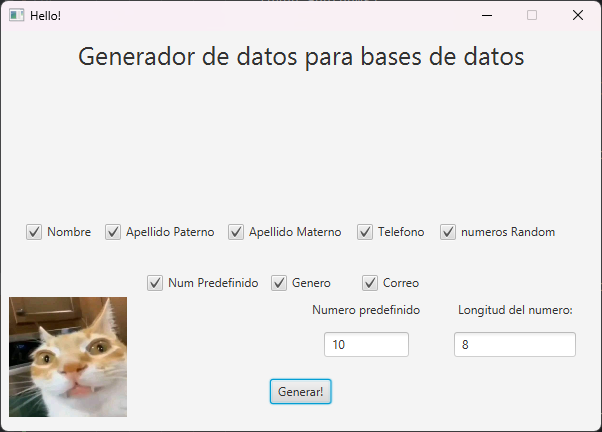 Hello!
Generador de datos para bases de datos
Nombre Apellido Paterno Apellido Materno Telefono numeros Random
Num Predefinido Genero Correo
Numero predefinido Longitud del numero:
10 8
Generar!